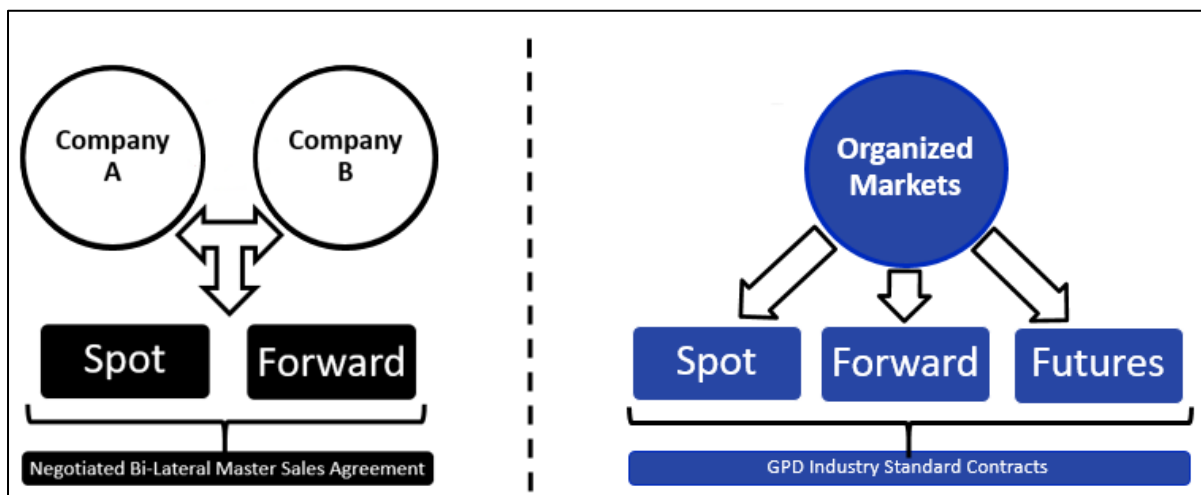 Company
A
Company
B
Spot
Forward
Negotiated Bi-Lateral Master Sales Agreement
Organized
Markets
Spot
Forward
Futures
GPD Industry Standard Contracts